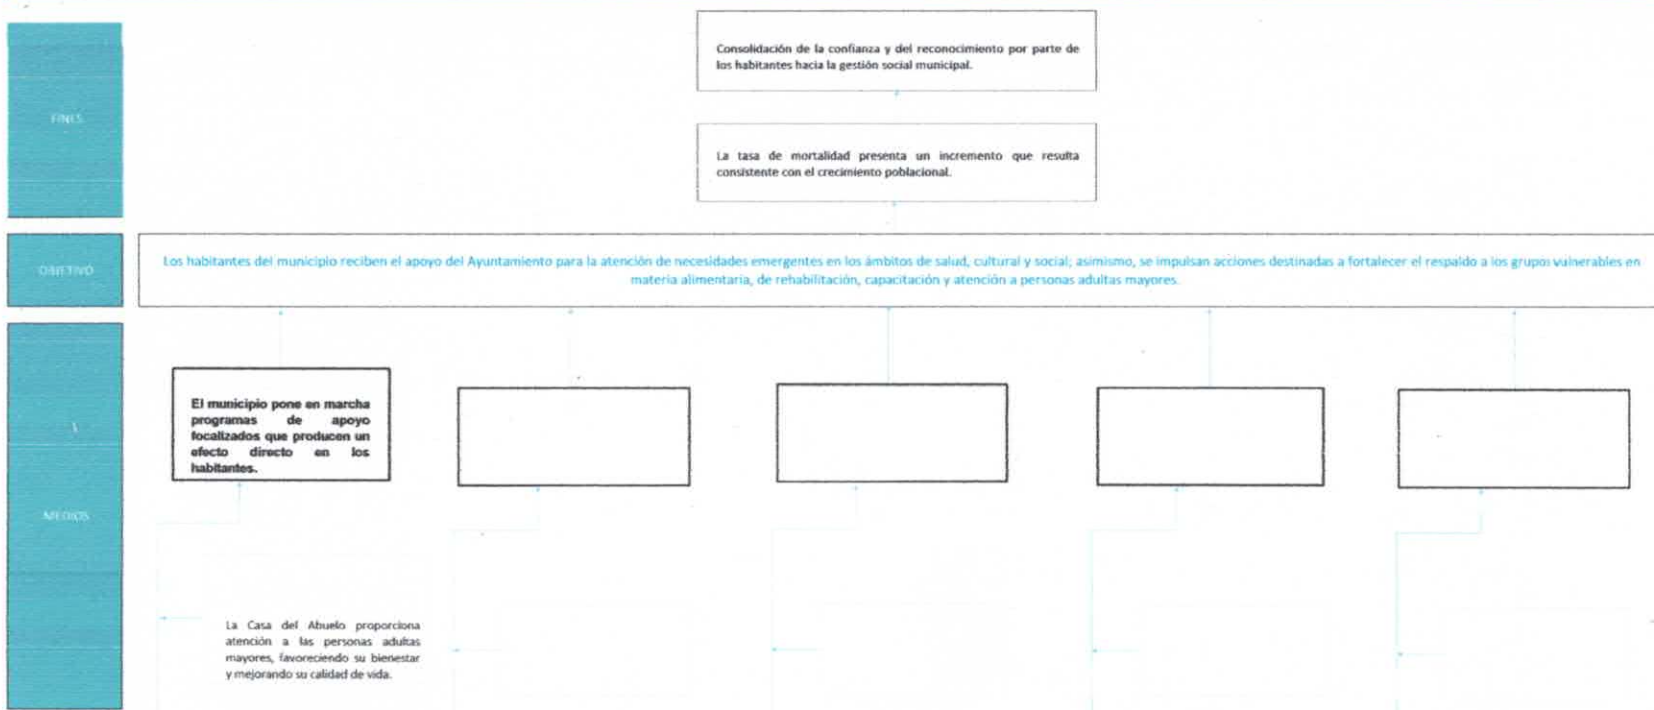 Consolidación de la confianza y del reconocimiento por parte de
los habitantes hacia la gestión social municipal.
FINES
La tasa de mortalidad presenta un incremento que resulta
consistente con el crecimiento poblacional.
OBJETIVO
Los habitantes del municipio reciben el apoyo del Ayuntamiento para la atención de necesidades emergentes en los ámbitos de salud, cultural y social; asimismo, se impulsan acciones destinadas a fortalecer el respaldo a los grupos vulnerables en
materia alimentaria, de rehabilitación, capacitación y atención a personas adultas mayores.
El municipio pone en marcha
programas de apoyo
focalizados que producen un
efecto directo en los
habitantes.
MEDIOS
La Casa del Abuelo proporciona
atención a las personas adultas
mayores, favoreciendo su bienestar
y mejorando su calidad de vida.